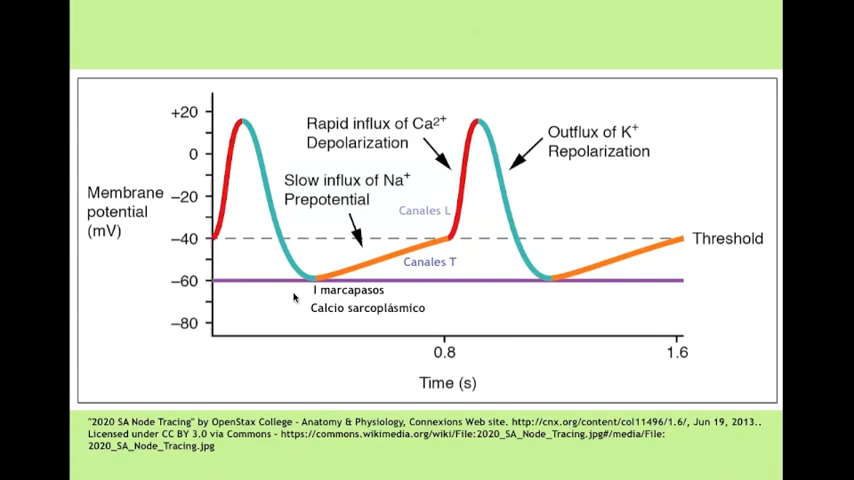 +20
Rapid influx of Ca2+
Depolarization
Outflux of K+
Repolarization
0
Slow influx of Na+
Prepotential
Membrane
potential
(mV)
−20
Canales L
−40
Threshold
Canales T
−60
I marcapasos
Calcio sarcoplásmico
−80
0.8
1.6
Time (s)
"2020 SA Node Tracing" by OpenStax College - Anatomy & Physiology, Connexions Web site. http://cnx.org/content/col11496/1.6/, Jun 19, 2013..
Licensed under CC BY 3.0 via Commons - https://commons.wikimedia.org/wiki/File:2020_SA_Node_Tracing.jpg#/media/File:
2020_SA_Node_Tracing.jpg